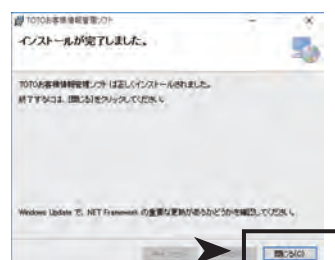 TOTOお客様情報管理ソフト
インストールが完了しました。
TOTOお客様情報管理ソフト は正しくインストールされました。
終了するには、[閉じる]をクリックしてください。
Windows Update で、.NET Framework の重要な更新があるかどうかを確認してください。
閉じる(C)